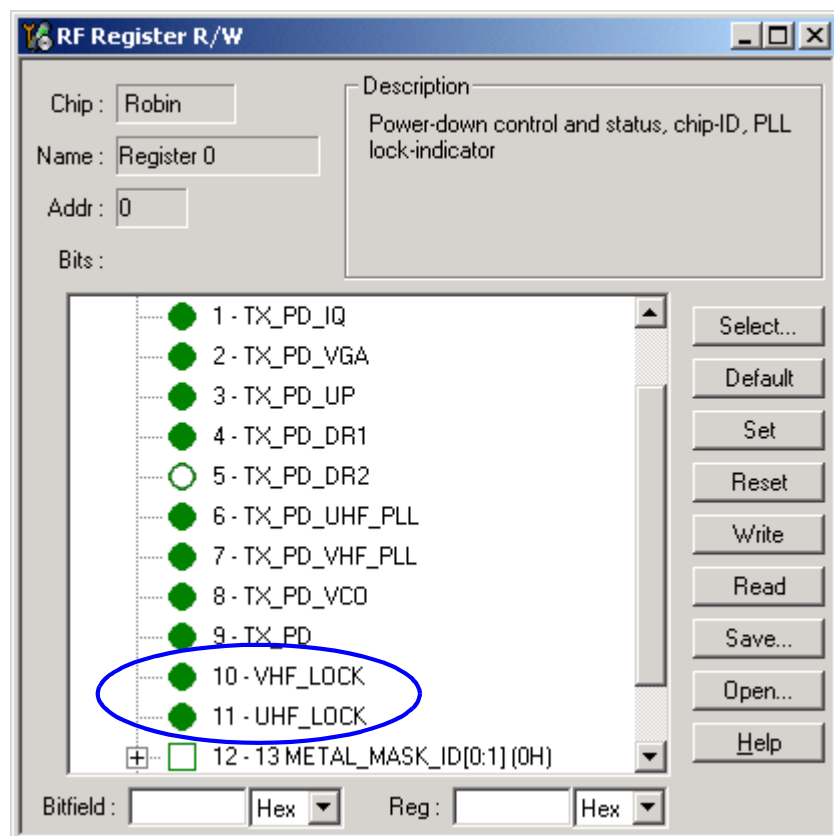 RF Register R/W
Description
Chip : Robin
Power-down control and status, chip-ID, PLL
lock-indicator
Name : Register 0
Addr : 0
Bits :
1 - TX_PD_IQ
2 - TX_PD_VGA
3 - TX_PD_UP
4 - TX_PD_DR1
5 - TX_PD_DR2
6 - TX_PD_UHF_PLL
7 - TX_PD_VHF_PLL
8 - TX_PD_VCO
9 - TX_PD
10 - VHF_LOCK
11 - UHF_LOCK
12 - 13 METAL_MASK_ID[0:1] (0H)
Select...
Default
Set
Reset
Write
Read
Save...
Open...
Help
Bitfield : Hex Reg : Hex